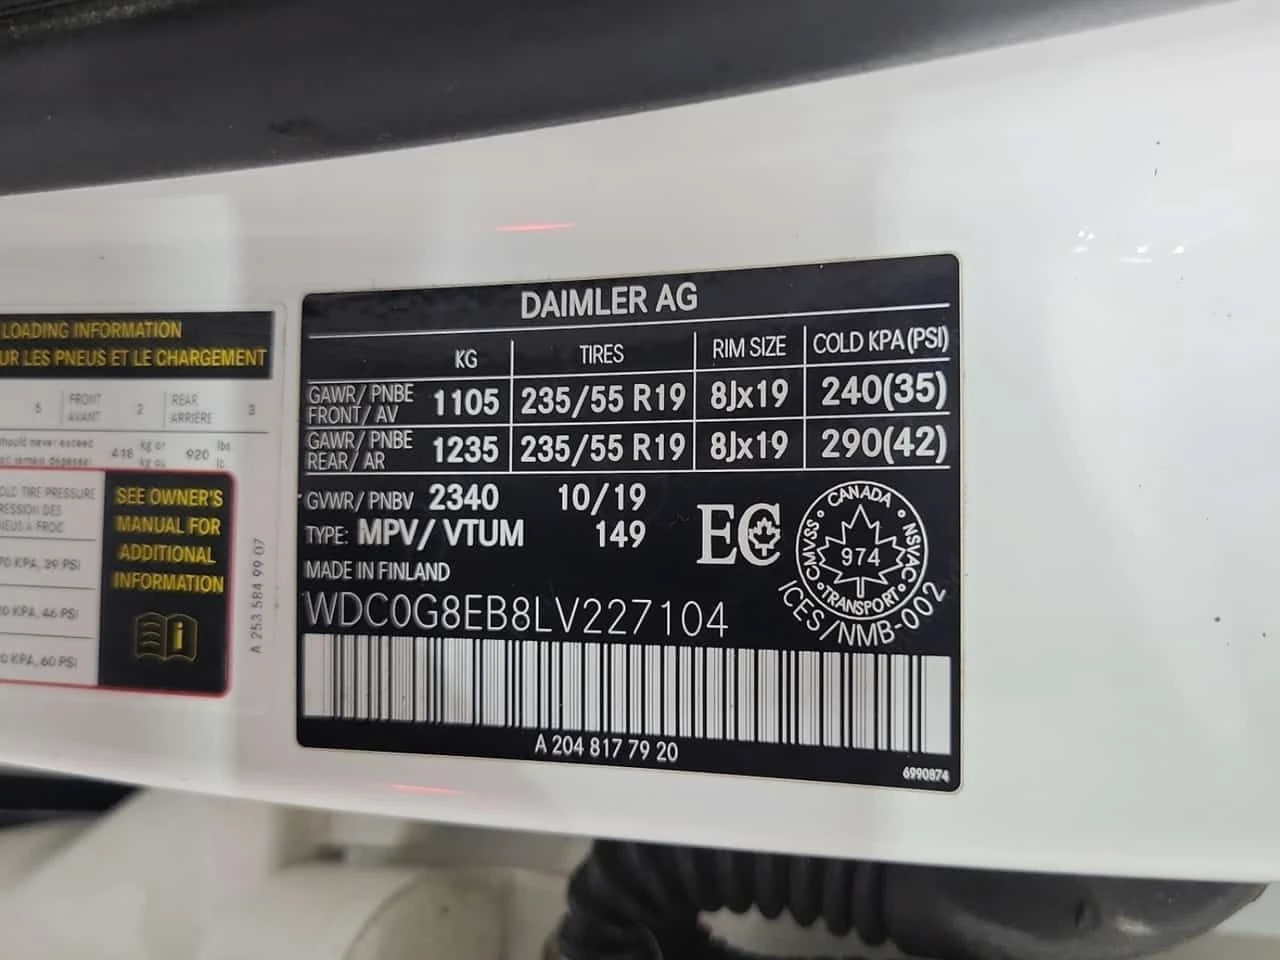 LOADING INFORMATION
UR LES PNEUS ET LE CHARGEMENT
5 FRONT AVANT 2 REAR ARRIÈRE 3
should never exceed 418 kg or 920 lbs
jamais dépasser kg ou lb
OLD TIRE PRESSURE
RESSION DES
NEUS À FROID
70 KPA, 39 PSI
0 KPA, 46 PSI
0 KPA, 60 PSI
SEE OWNER'S
MANUAL FOR
ADDITIONAL
INFORMATION
i
A 253 584 99 07
DAIMLER AG
KG TIRES RIM SIZE COLD KPA(PSI)
GAWR/ PNBE FRONT/ AV 1105 235/55 R19 8Jx19 240(35)
GAWR/ PNBE REAR/ AR 1235 235/55 R19 8Jx19 290(42)
GVWR/ PNBV 2340 10/19
TYPE: MPV/ VTUM 149
MADE IN FINLAND
WDC0G8EB8LV227104
EC
CANADA
CMVSS · NSVAC
974
TRANSPORT
ICES/NMB-002
A 204 817 79 20
6990874